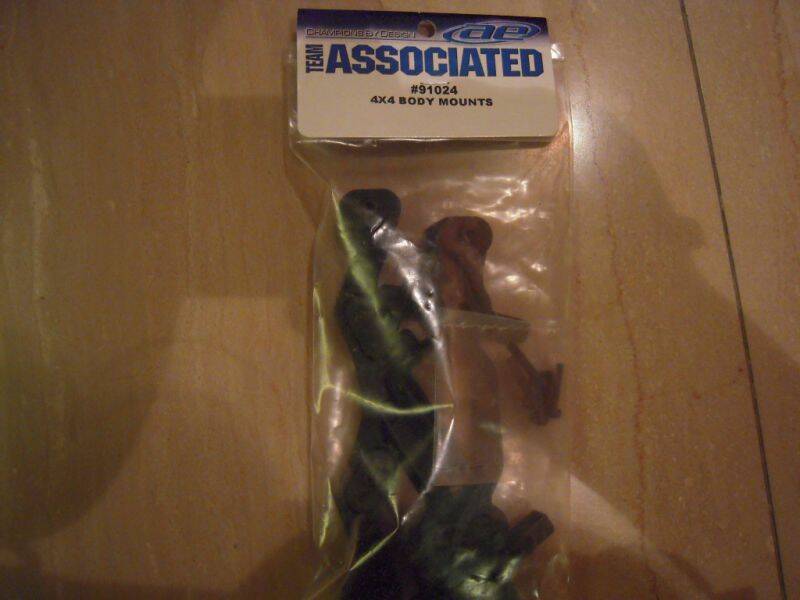 CHAMPIONS BY DESIGN
ae
TEAM ASSOCIATED
#91024
4X4 BODY MOUNTS